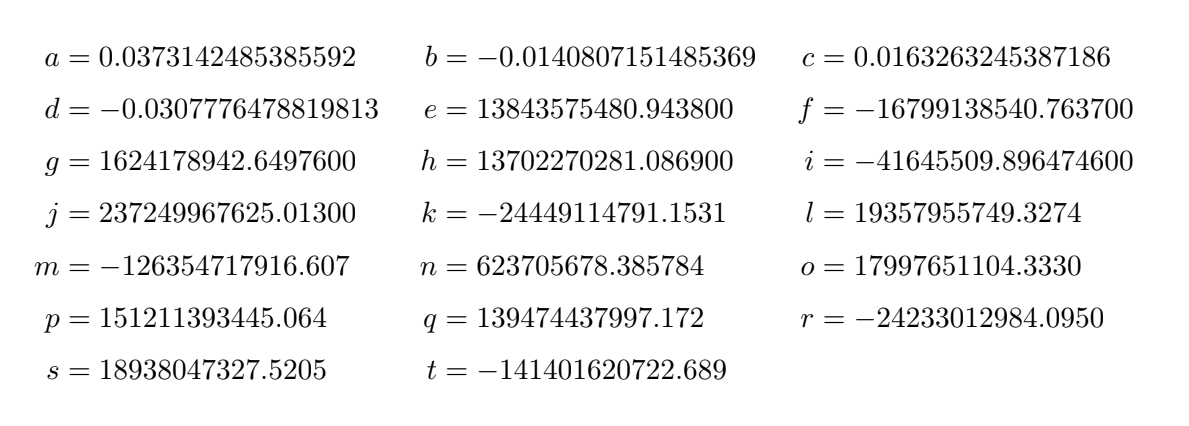 a = 0.0373142485385592 b = −0.0140807151485369 c = 0.0163263245387186
d = −0.0307776478819813 e = 13843575480.943800 f = −16799138540.763700
g = 1624178942.6497600 h = 13702270281.086900 i = −41645509.896474600
j = 237249967625.01300 k = −24449114791.1531 l = 19357955749.3274
m = −126354717916.607 n = 623705678.385784 o = 17997651104.3330
p = 151211393445.064 q = 139474437997.172 r = −24233012984.0950
s = 18938047327.5205 t = −141401620722.689